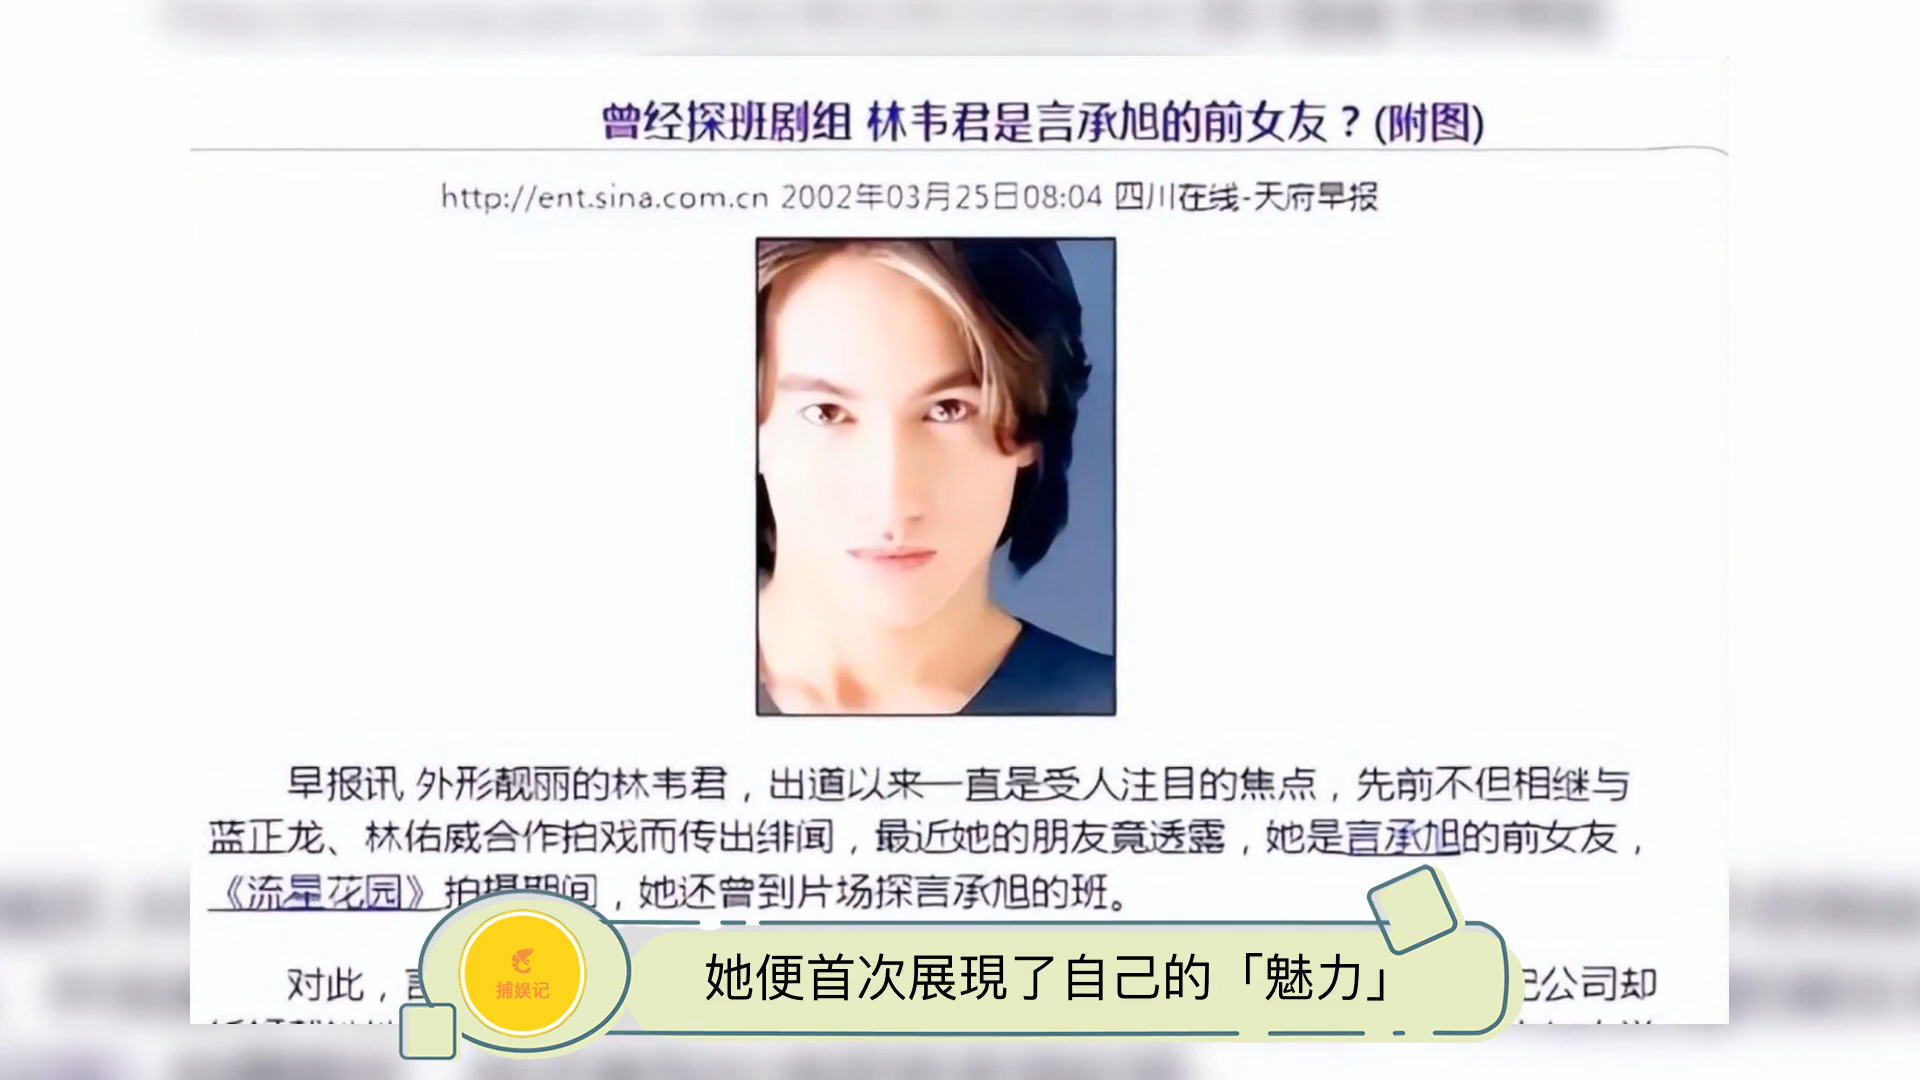 曾经探班剧组 林韦君是言承旭的前女友？(附图)
http://ent.sina.com.cn 2002年03月25日08:04 四川在线-天府早报
早报讯 外形靓丽的林韦君，出道以来一直是受人注目的焦点，先前不但相继与
蓝正龙、林佑威合作拍戏而传出绯闻，最近她的朋友竟透露，她是言承旭的前女友，
《流星花园》拍摄期间，她还曾到片场探言承旭的班。
对此，言
公司却
捕娱记
她便首次展現了自己的「魅力」